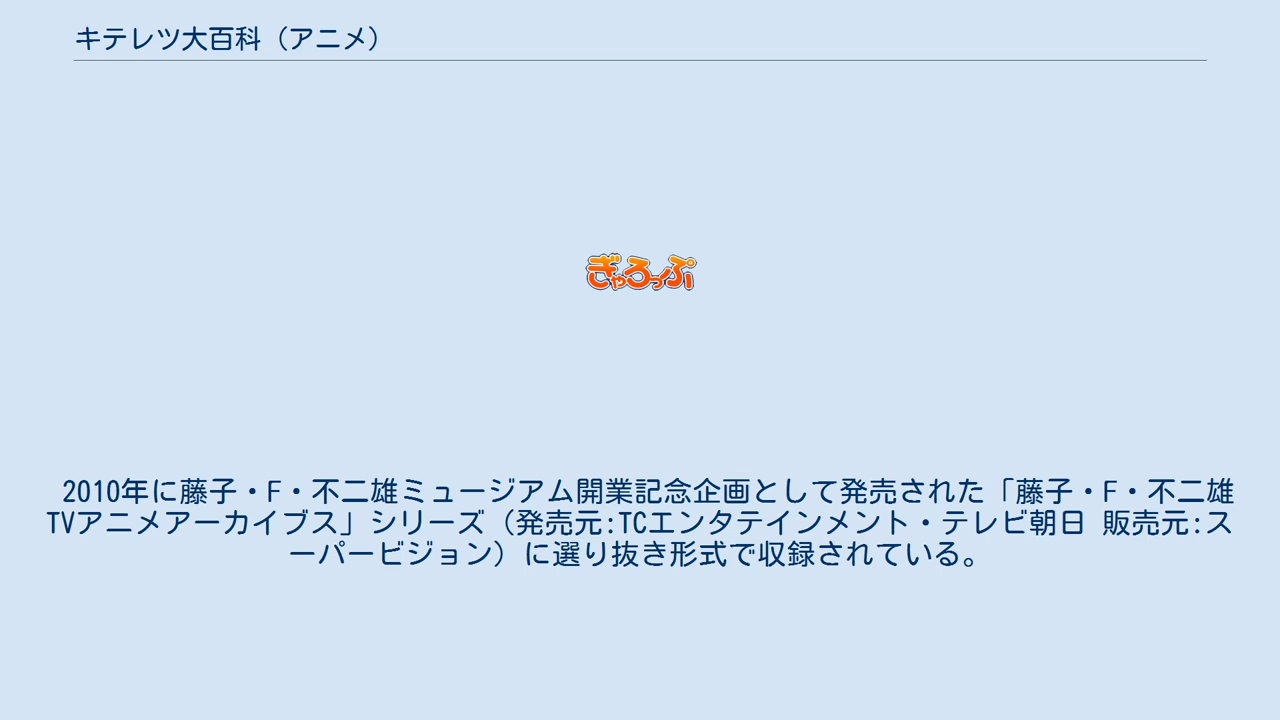 キテレツ大百科（アニメ）
ぎゃろっぷ
2010年に藤子・F・不二雄ミュージアム開業記念企画として発売された「藤子・F・不二雄
TVアニメアーカイブス」シリーズ（発売元:TCエンタテインメント・テレビ朝日 販売元:ス
ーパービジョン）に選り抜き形式で収録されている。